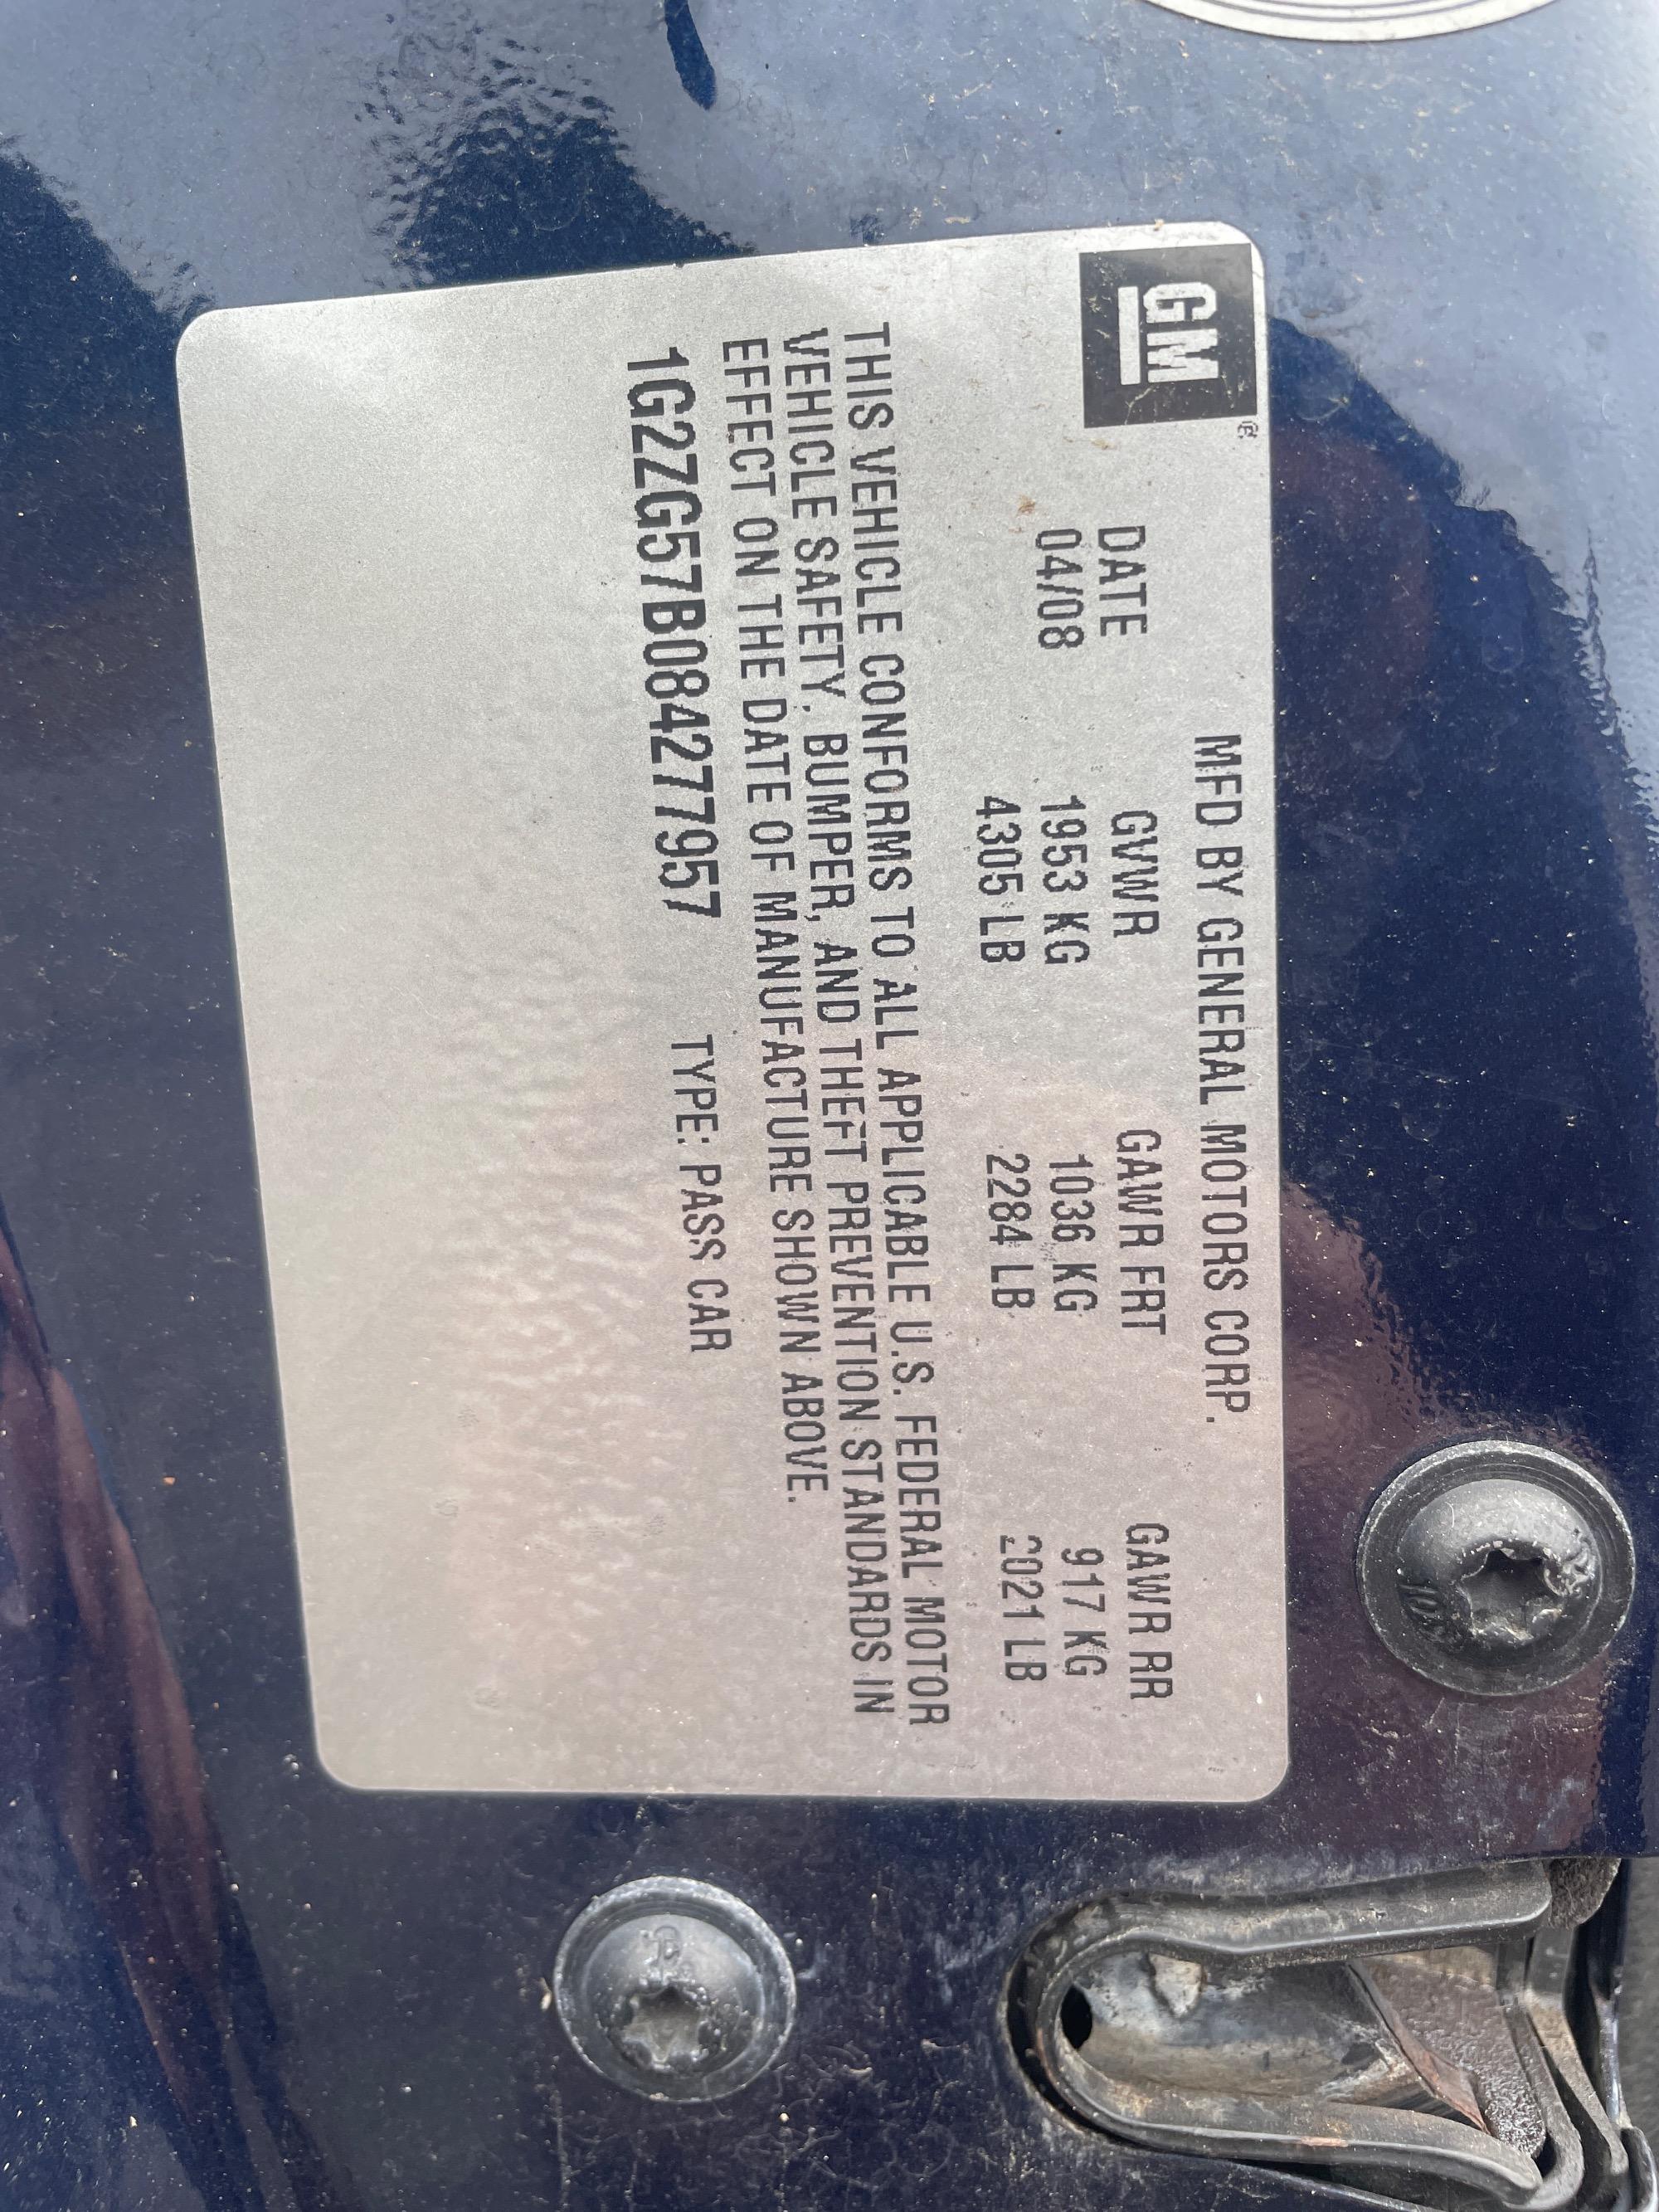 GM
MFD BY GENERAL MOTORS CORP.
DATE GVWR GAWR FRT GAWR RR
04/08 1953 KG 1036 KG 917 KG
4305 LB 2284 LB 2021 LB
THIS VEHICLE CONFORMS TO ALL APPLICABLE U.S. FEDERAL MOTOR
VEHICLE SAFETY, BUMPER, AND THEFT PREVENTION STANDARDS IN
EFFECT ON THE DATE OF MANUFACTURE SHOWN ABOVE.
1G2ZG57B084277957 TYPE: PASS CAR